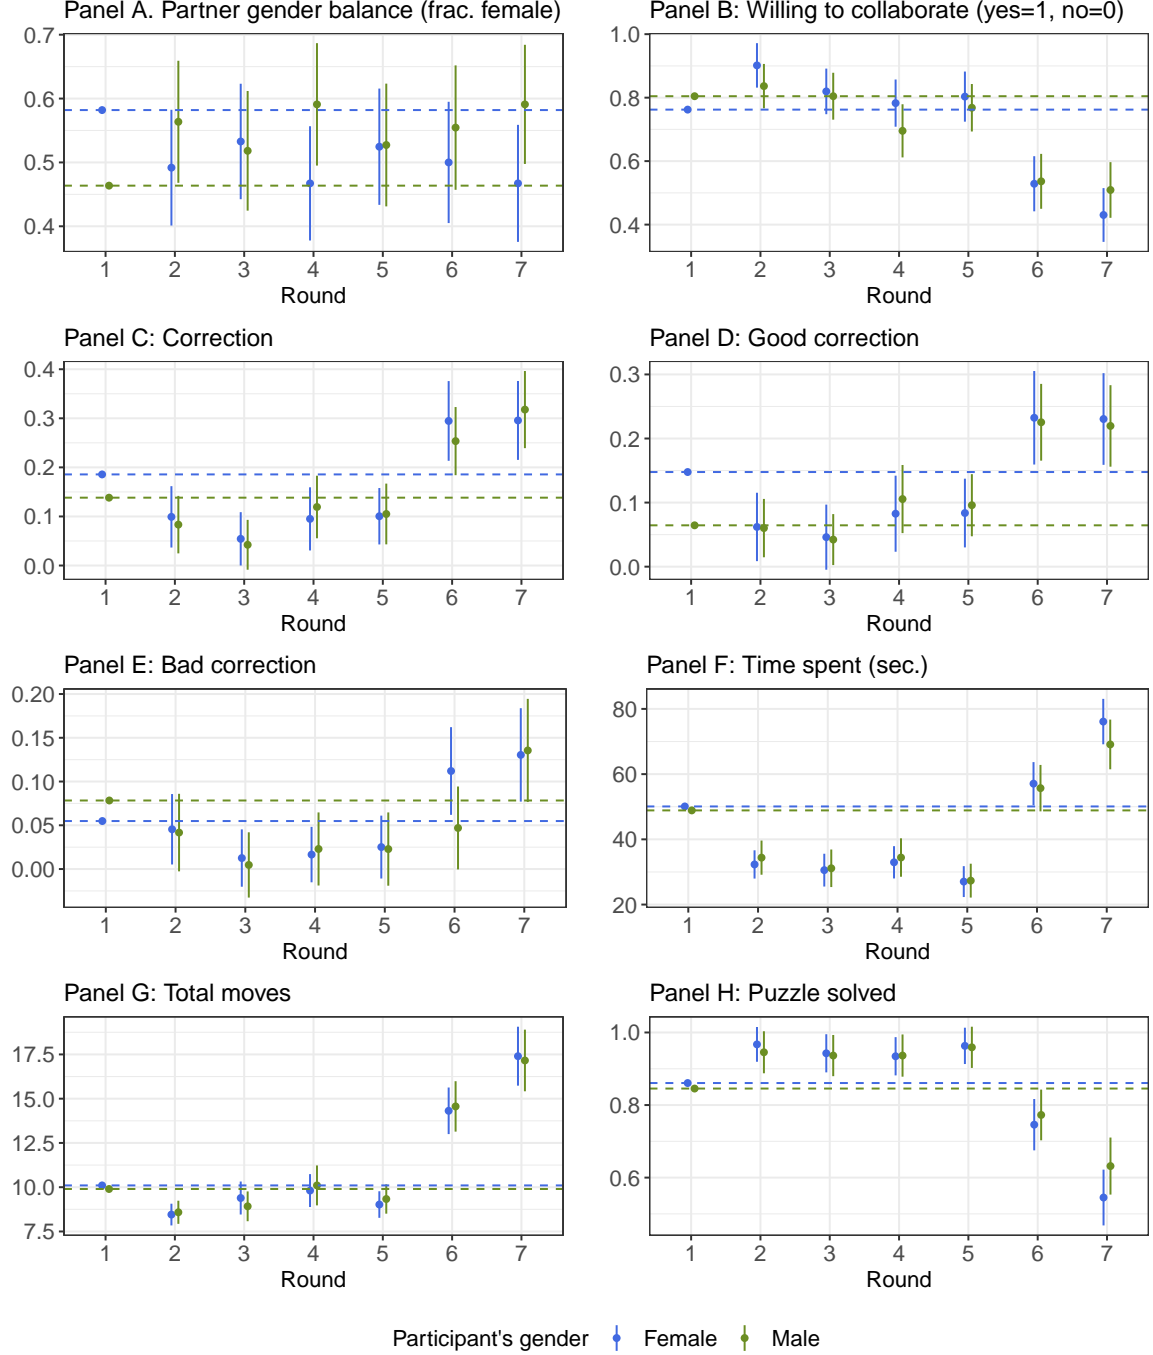 Panel A. Partner gender balance (frac. female)
0.7
0.6
0.5
0.4
1 2 3 4 5 6 7
Round
Panel B: Willing to collaborate (yes=1, no=0)
1.0
0.8
0.6
0.4
1 2 3 4 5 6 7
Round
Panel C: Correction
0.4
0.3
0.2
0.1
0.0
1 2 3 4 5 6 7
Round
Panel D: Good correction
0.3
0.2
0.1
0.0
1 2 3 4 5 6 7
Round
Panel E: Bad correction
0.20
0.15
0.10
0.05
0.00
1 2 3 4 5 6 7
Round
Panel F: Time spent (sec.)
80
60
40
20
1 2 3 4 5 6 7
Round
Panel G: Total moves
17.5
15.0
12.5
10.0
7.5
1 2 3 4 5 6 7
Round
Panel H: Puzzle solved
1.0
0.8
0.6
1 2 3 4 5 6 7
Round
Participant's gender Female Male